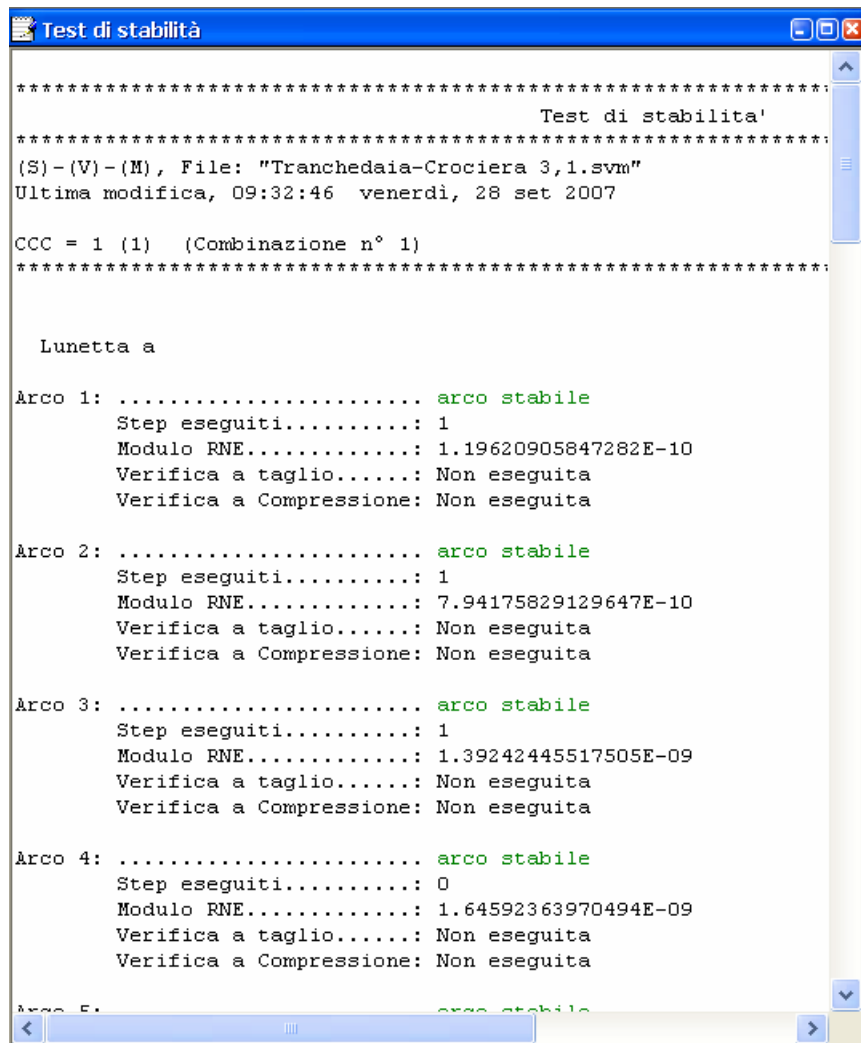 Test di stabilità
*****************************************************************
Test di stabilita'
*****************************************************************
(S)-(V)-(M), File: "Tranchedaia-Crociera 3,1.svm"
Ultima modifica, 09:32:46 venerdì, 28 set 2007
CCC = 1 (1) (Combinazione n° 1)
*****************************************************************
Lunetta a
Arco 1: ........................ arco stabile
Step eseguiti..........: 1
Modulo RNE.............: 1.19620905847282E-10
Verifica a taglio......: Non eseguita
Verifica a Compressione: Non eseguita
Arco 2: ........................ arco stabile
Step eseguiti..........: 1
Modulo RNE.............: 7.94175829129647E-10
Verifica a taglio......: Non eseguita
Verifica a Compressione: Non eseguita
Arco 3: ........................ arco stabile
Step eseguiti..........: 1
Modulo RNE.............: 1.39242445517505E-09
Verifica a taglio......: Non eseguita
Verifica a Compressione: Non eseguita
Arco 4: ........................ arco stabile
Step eseguiti..........: 0
Modulo RNE.............: 1.64592363970494E-09
Verifica a taglio......: Non eseguita
Verifica a Compressione: Non eseguita
Arco 5: ........................ arco stabile